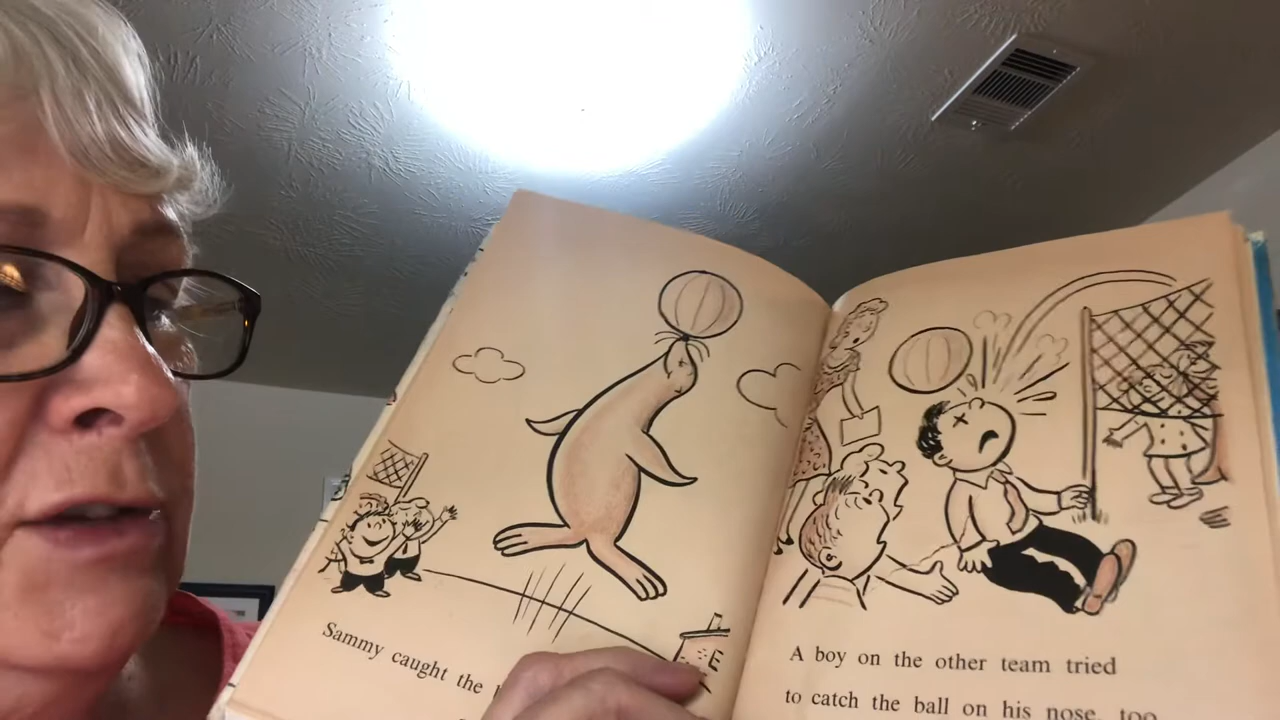 Sammy caught the
E
A boy on the other team tried
to catch the ball on his nose, too